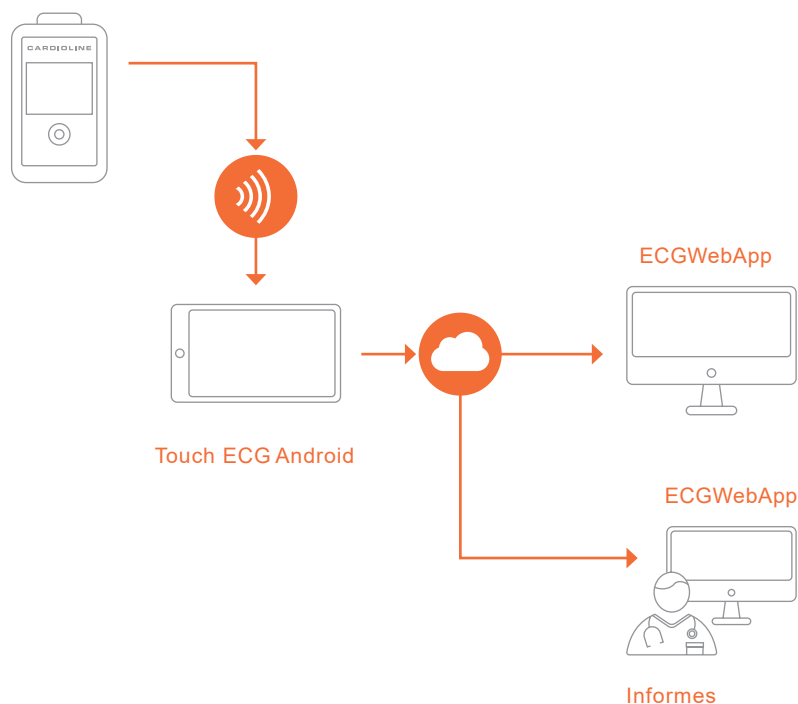 CARDIOLINE
ECGWebApp
Touch ECG Android
ECGWebApp
Informes